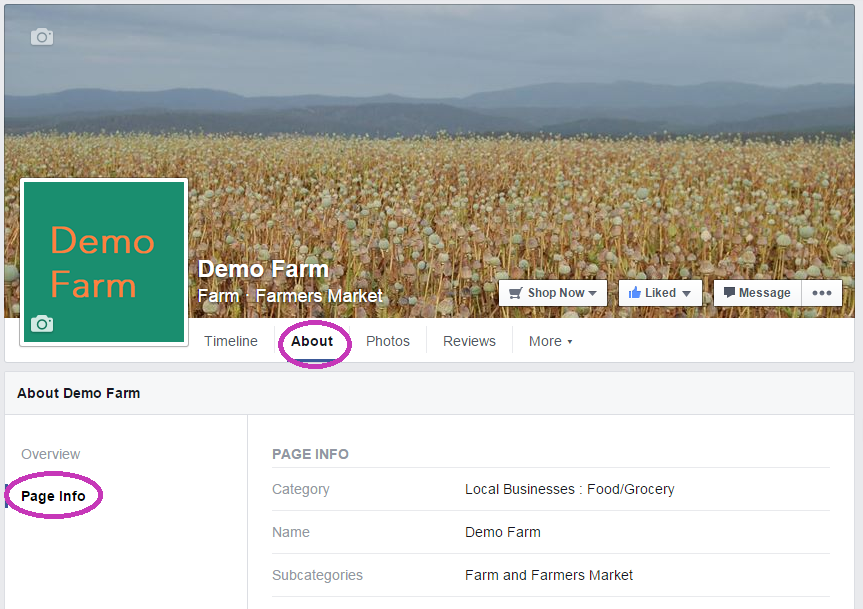 Demo
Farm
Demo Farm
Farm · Farmers Market
Shop Now
Liked
Message
Timeline
About
Photos
Reviews
More
About Demo Farm
Overview
Page Info
PAGE INFO
Category Local Businesses : Food/Grocery
Name Demo Farm
Subcategories Farm and Farmers Market